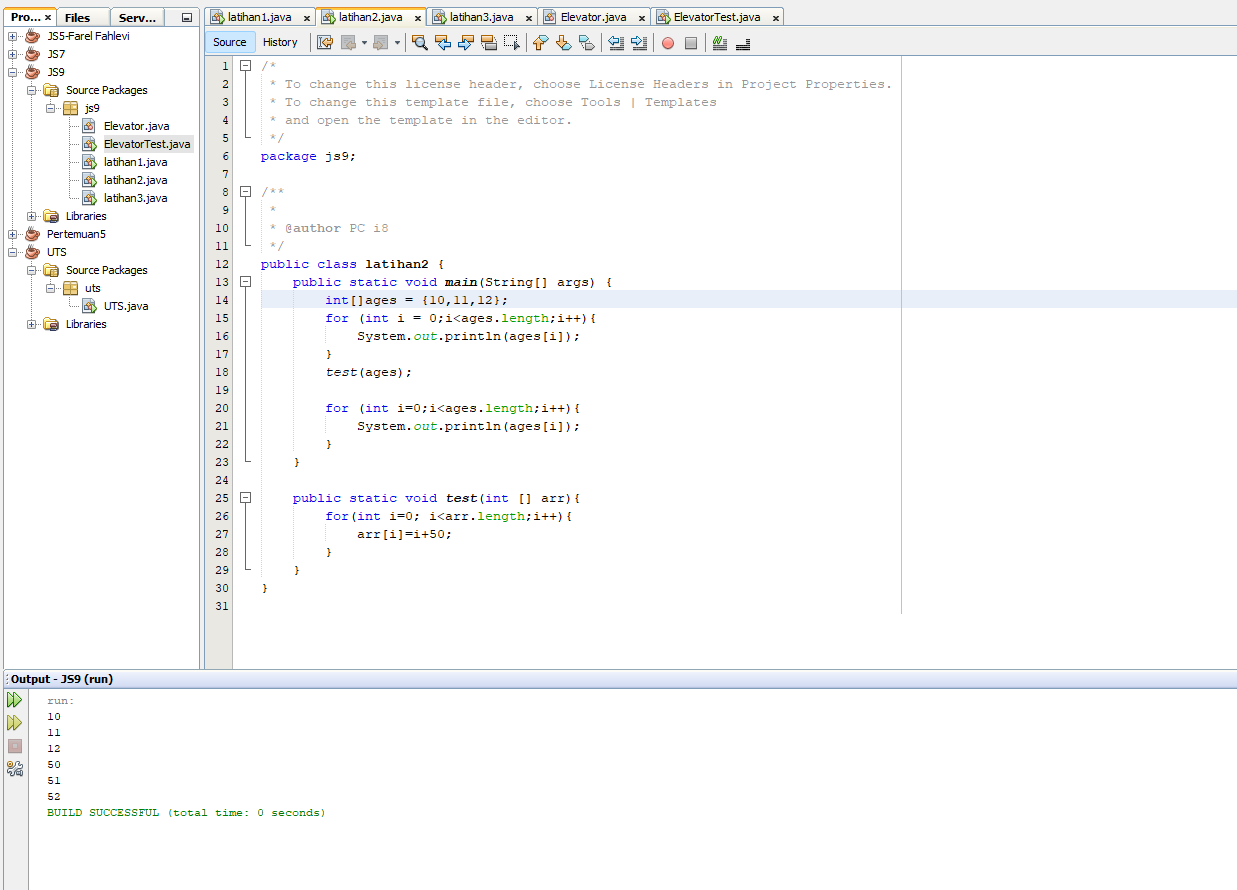 Pro... × Files Serv...
JS5-Farel Fahlevi
JS7
JS9
Source Packages
js9
Elevator.java
ElevatorTest.java
latihan1.java
latihan2.java
latihan3.java
Libraries
Pertemuan5
UTS
Source Packages
uts
UTS.java
Libraries
latihan1.java × latihan2.java × latihan3.java × Elevator.java × ElevatorTest.java ×
Source History
1 /*
2  * To change this license header, choose License Headers in Project Properties.
3  * To change this template file, choose Tools | Templates
4  * and open the template in the editor.
5  */
6 package js9;
7
8 /**
9  *
10  * @author PC i8
11  */
12 public class latihan2 {
13     public static void main(String[] args) {
14         int[]ages = {10,11,12};
15         for (int i = 0;i<ages.length;i++){
16             System.out.println(ages[i]);
17         }
18         test(ages);
19
20         for (int i=0;i<ages.length;i++){
21             System.out.println(ages[i]);
22         }
23     }
24
25     public static void test(int [] arr){
26         for(int i=0; i<arr.length;i++){
27             arr[i]=i+50;
28         }
29     }
30 }
31
Output - JS9 (run)
run:
10
11
12
50
51
52
BUILD SUCCESSFUL (total time: 0 seconds)